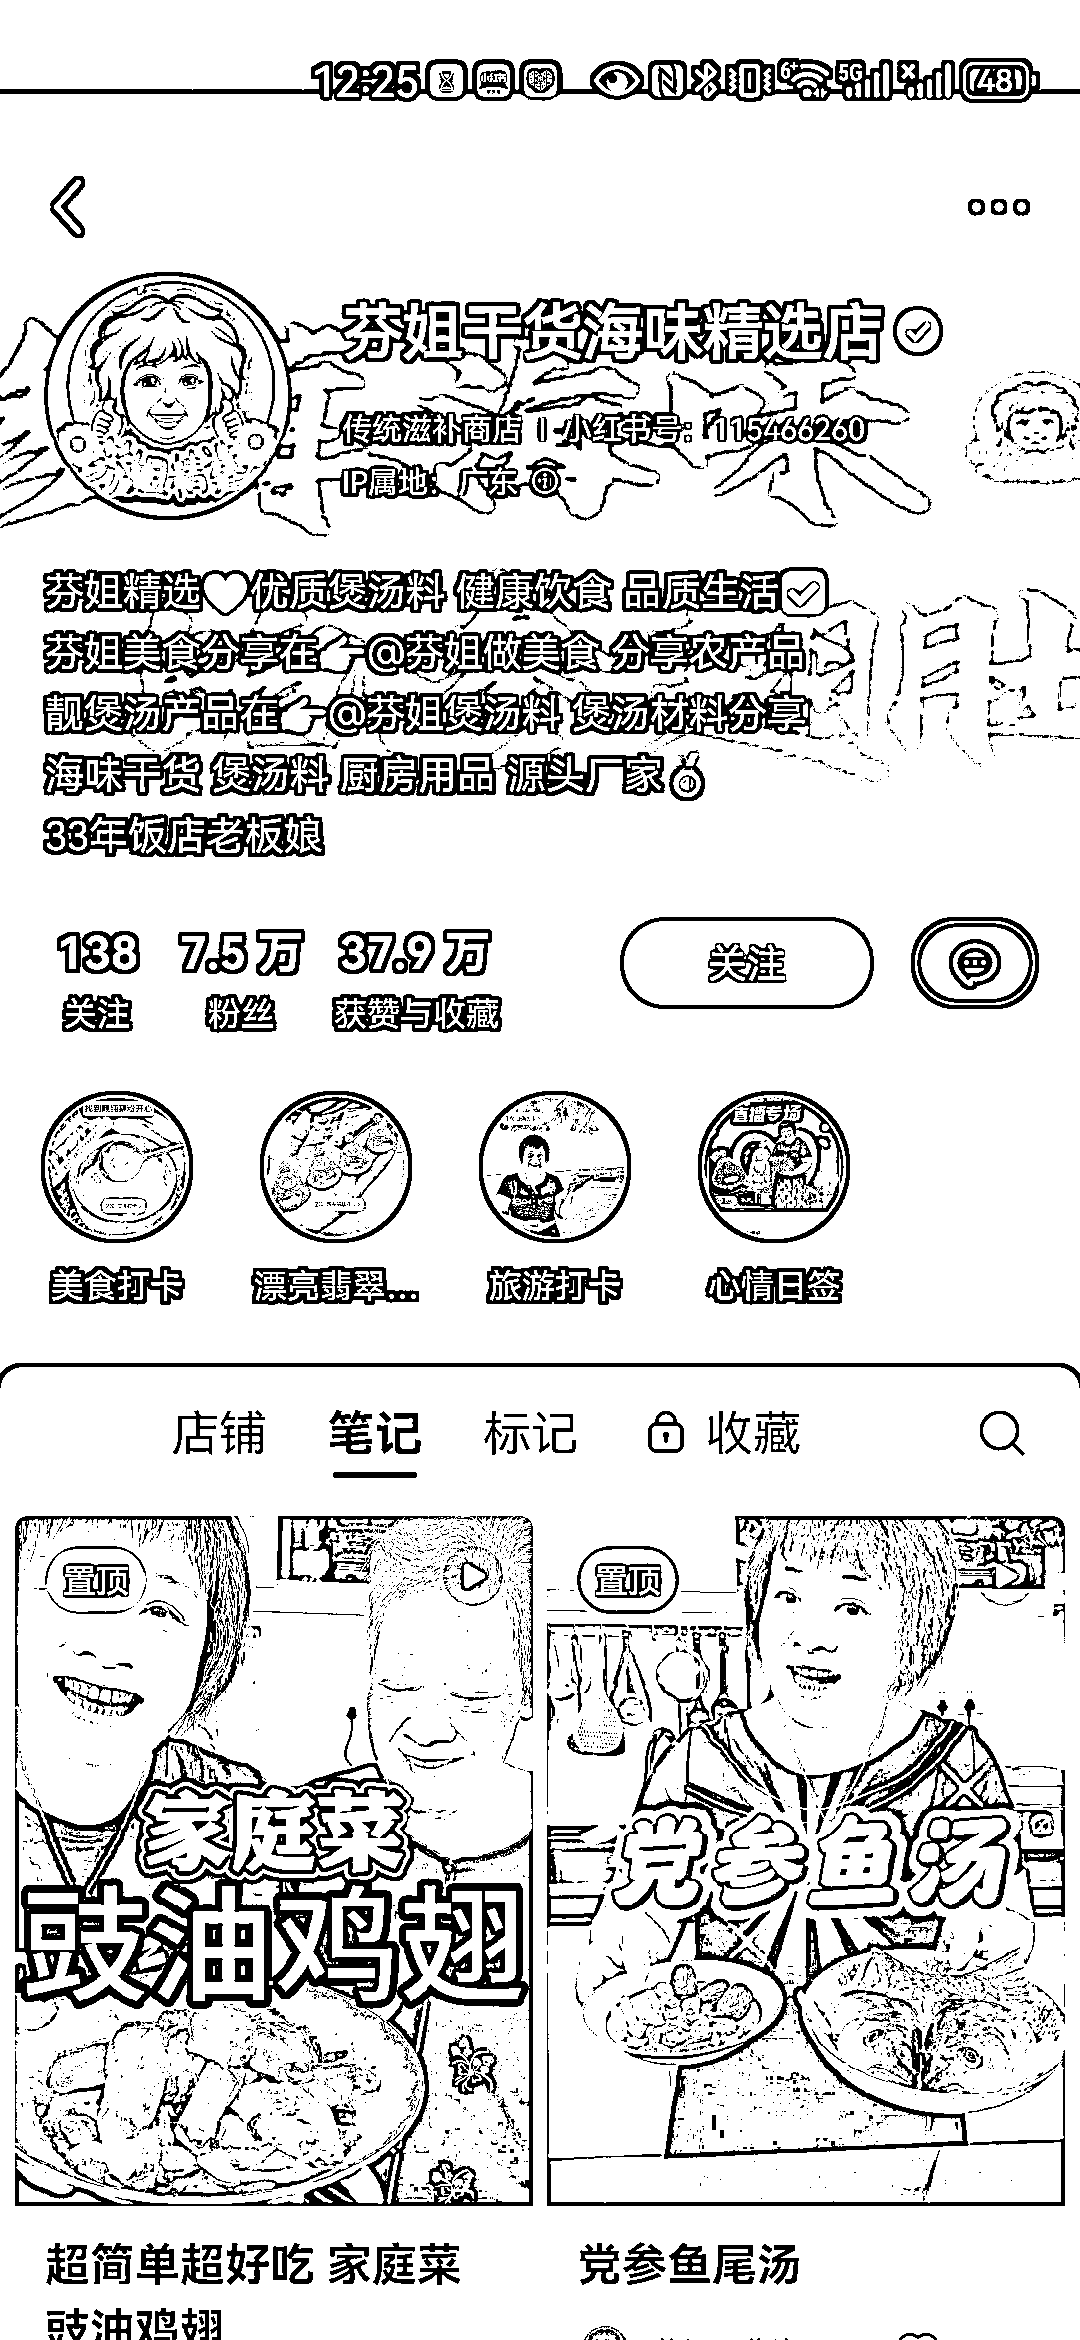 12:25 6+ 5G 48
芬姐干货海味精选店
传统滋补商店 | 小红书号：115466260
IP属地：广东
芬姐精选🤍优质煲汤料 健康饮食 品质生活☑
芬姐美食分享在👉@芬姐做美食 分享农产品
靓煲汤产品在👉@芬姐煲汤料 煲汤材料分享
海味干货 煲汤料 厨房用品 源头厂家🏅
33年饭店老板娘
138 7.5万 37.9万
关注 粉丝 获赞与收藏
关注
直播专场
美食打卡 漂亮翡翠... 旅游打卡 心情日签
店铺 笔记 标记 收藏
置顶
家庭菜
豉油鸡翅
置顶
党参鱼汤
超简单超好吃 家庭菜
豉油鸡翅
党参鱼尾汤